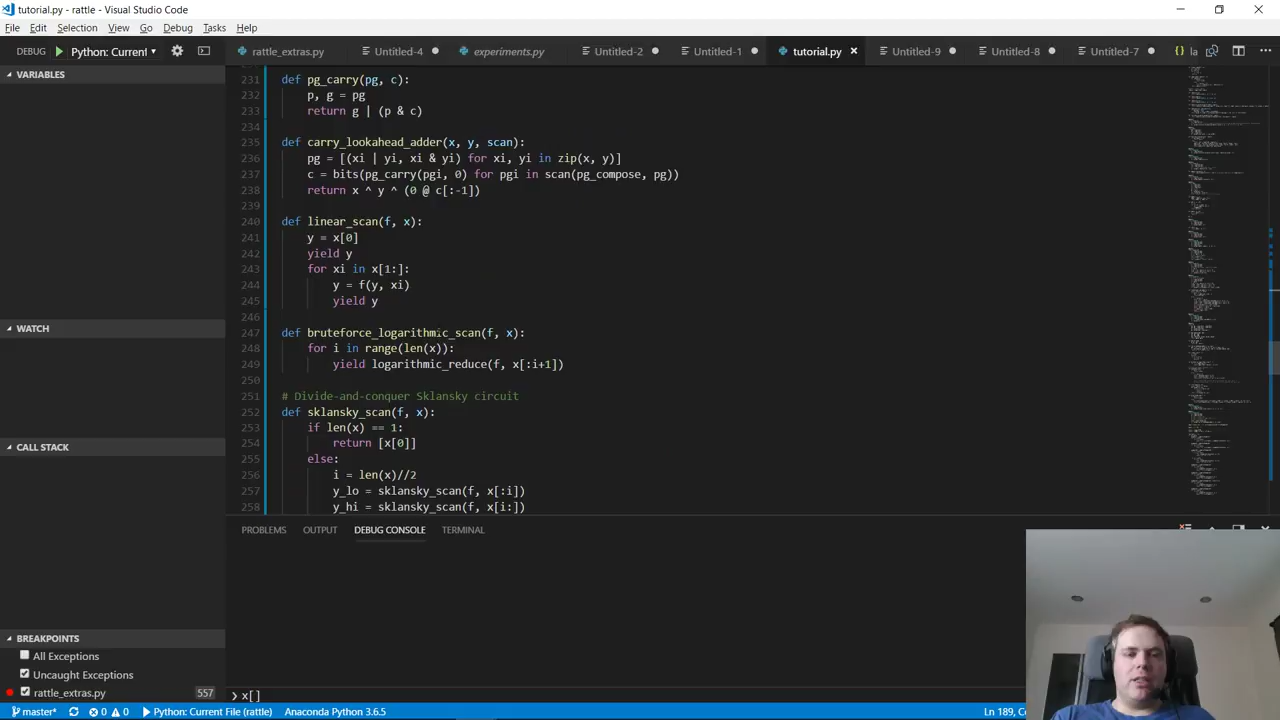 tutorial.py - rattle - Visual Studio Code
File Edit Selection View Go Debug Tasks Help
DEBUG Python: Current
rattle_extras.py Untitled-4 experiments.py Untitled-2 Untitled-1 tutorial.py Untitled-9 Untitled-8 Untitled-7 {} la
VARIABLES
WATCH
CALL STACK
BREAKPOINTS
All Exceptions
Uncaught Exceptions
rattle_extras.py 557
231 def pg_carry(pg, c):
232 p, g = pg
233 return g | (p & c)
234
235 def carry_lookahead_adder(x, y, scan):
236 pg = [(xi | yi, xi & yi) for xi, yi in zip(x, y)]
237 c = bits(pg_carry(pgi, 0) for pgi in scan(pg_compose, pg))
238 return x ^ y ^ (0 @ c[:-1])
239
240 def linear_scan(f, x):
241 y = x[0]
242 yield y
243 for xi in x[1:]:
244 y = f(y, xi)
245 yield y
246
247 def bruteforce_logarithmic_scan(f, x):
248 for i in range(len(x)):
249 yield logarithmic_reduce(f, x[:i+1])
250
251 # Divide-and-conquer Sklansky circuit
252 def sklansky_scan(f, x):
253 if len(x) == 1:
254 return [x[0]]
255 else:
256 i = len(x)//2
257 y_lo = sklansky_scan(f, x[:i])
258 y_hi = sklansky_scan(f, x[i:])
PROBLEMS OUTPUT DEBUG CONSOLE TERMINAL
x[]
master* 0 0 Python: Current File (rattle) Anaconda Python 3.6.5 Ln 189,